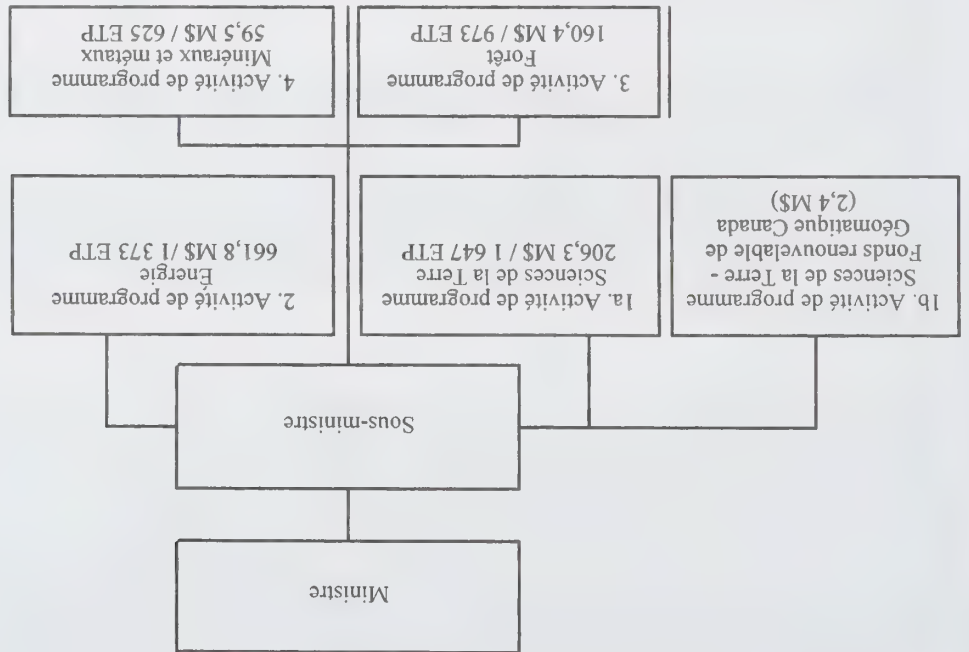 Ministre
Sous-ministre
1b. Activité de programme
Sciences de la Terre -
Fonds renouvelable de
Géomatique Canada
(2,4 M$)
1a. Activité de programme
Sciences de la Terre
206,3 M$ / 1 647 ETP
2. Activité de programme
Énergie
661,8 M$ /1 373 ETP
3. Activité de programme
Forêt
160,4 M$ / 973 ETP
4. Activité de programme
Minéraux et métaux
59,5 M$ / 625 ETP